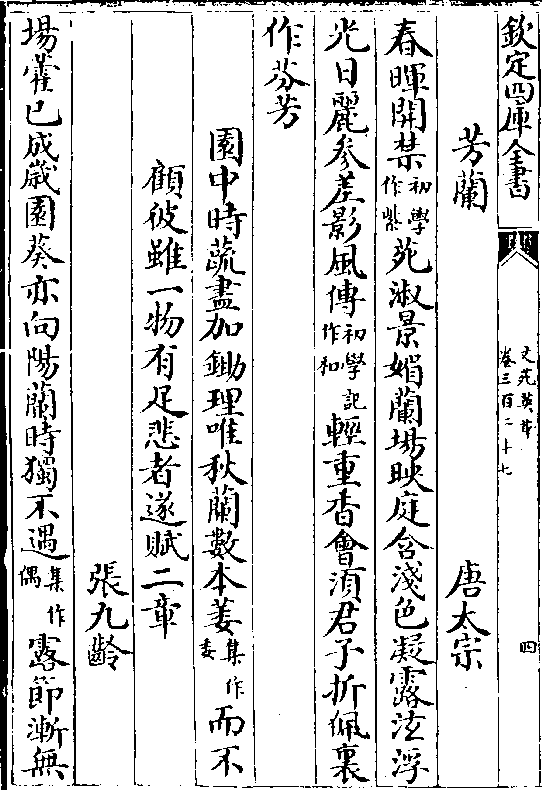 欽定四庫全書
文苑英華
卷三百二十七
四
芳蘭 唐太宗
春暉開禁初學作紫苑淑景媚蘭場映庭含淺色凝露泫浮
光日麗參差影風傳初學記作和輕重香會須君子折佩裏
作芬芳
園中時蔬盡加鋤理唯秋蘭數本萎集作委而不
顧彼雖一物有足悲者遂賦二章
張九齡
場藿已成歲園葵亦向陽蘭時獨不遇集作偶露節漸無